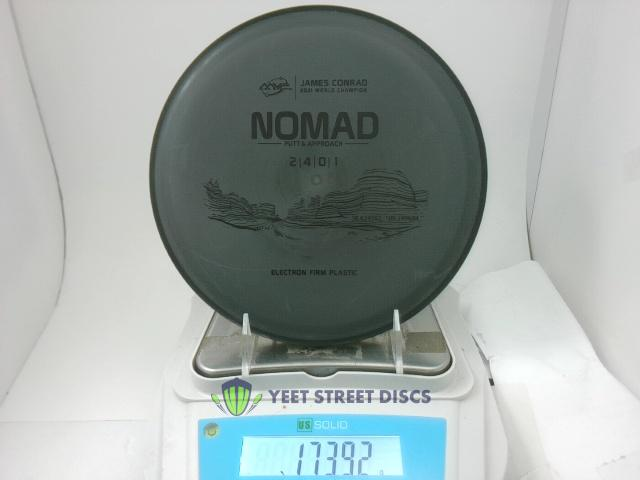 JAMES CONRAD
2021 WORLD CHAMPION
NOMAD
PUTT & APPROACH
2|4|0|1
ELECTRON FIRM PLASTIC
YEET STREET DISCS
US SOLID
173.92 g